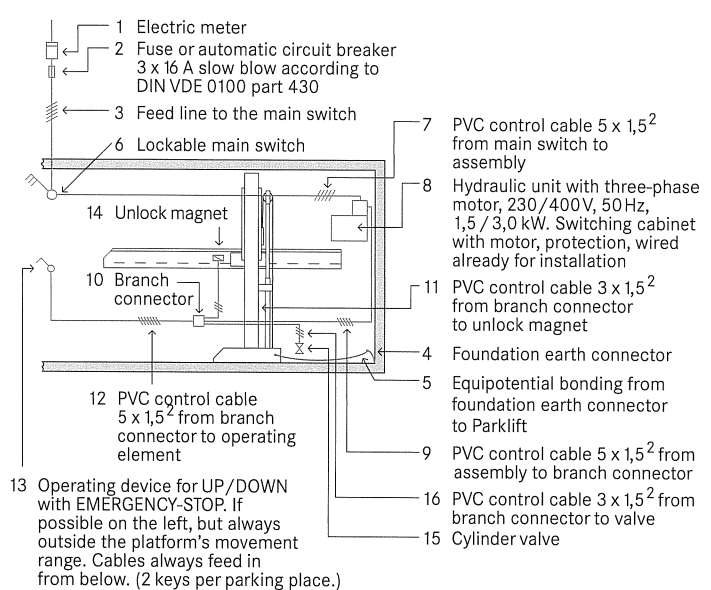 1 Electric meter
2 Fuse or automatic circuit breaker
3 x 16 A slow blow according to
DIN VDE 0100 part 430
3 Feed line to the main switch
6 Lockable main switch
7 PVC control cable 5 x 1,5²
from main switch to
assembly
8 Hydraulic unit with three-phase
motor, 230/400V, 50Hz,
1,5/3,0 kW. Switching cabinet
with motor, protection, wired
already for installation
14 Unlock magnet
10 Branch
connector
11 PVC control cable 3 x 1,5²
from branch connector
to unlock magnet
4 Foundation earth connector
5 Equipotential bonding from
foundation earth connector
to Parklift
12 PVC control cable
5 x 1,5² from branch
connector to operating
element
9 PVC control cable 5 x 1,5² from
assembly to branch connector
13 Operating device for UP/DOWN
with EMERGENCY-STOP. If
possible on the left, but always
outside the platform's movement
range. Cables always feed in
from below. (2 keys per parking place.)
16 PVC control cable 3 x 1,5² from
branch connector to valve
15 Cylinder valve